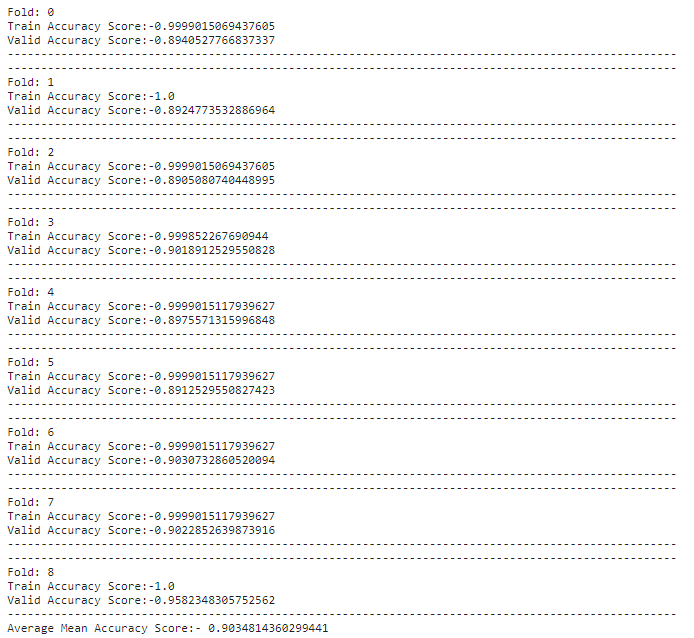 Fold: 0
Train Accuracy Score:-0.9999015069437605
Valid Accuracy Score:-0.8940527766837337
------------------------------------------------------------------------------------
------------------------------------------------------------------------------------
Fold: 1
Train Accuracy Score:-1.0
Valid Accuracy Score:-0.8924773532886964
------------------------------------------------------------------------------------
------------------------------------------------------------------------------------
Fold: 2
Train Accuracy Score:-0.9999015069437605
Valid Accuracy Score:-0.8905080740448995
------------------------------------------------------------------------------------
------------------------------------------------------------------------------------
Fold: 3
Train Accuracy Score:-0.999852267690944
Valid Accuracy Score:-0.9018912529550828
------------------------------------------------------------------------------------
------------------------------------------------------------------------------------
Fold: 4
Train Accuracy Score:-0.9999015117939627
Valid Accuracy Score:-0.8975571315996848
------------------------------------------------------------------------------------
------------------------------------------------------------------------------------
Fold: 5
Train Accuracy Score:-0.9999015117939627
Valid Accuracy Score:-0.8912529550827423
------------------------------------------------------------------------------------
------------------------------------------------------------------------------------
Fold: 6
Train Accuracy Score:-0.9999015117939627
Valid Accuracy Score:-0.9030732860520094
------------------------------------------------------------------------------------
------------------------------------------------------------------------------------
Fold: 7
Train Accuracy Score:-0.9999015117939627
Valid Accuracy Score:-0.9022852639873916
------------------------------------------------------------------------------------
------------------------------------------------------------------------------------
Fold: 8
Train Accuracy Score:-1.0
Valid Accuracy Score:-0.9582348305752562
------------------------------------------------------------------------------------
Average Mean Accuracy Score:- 0.9034814360299441